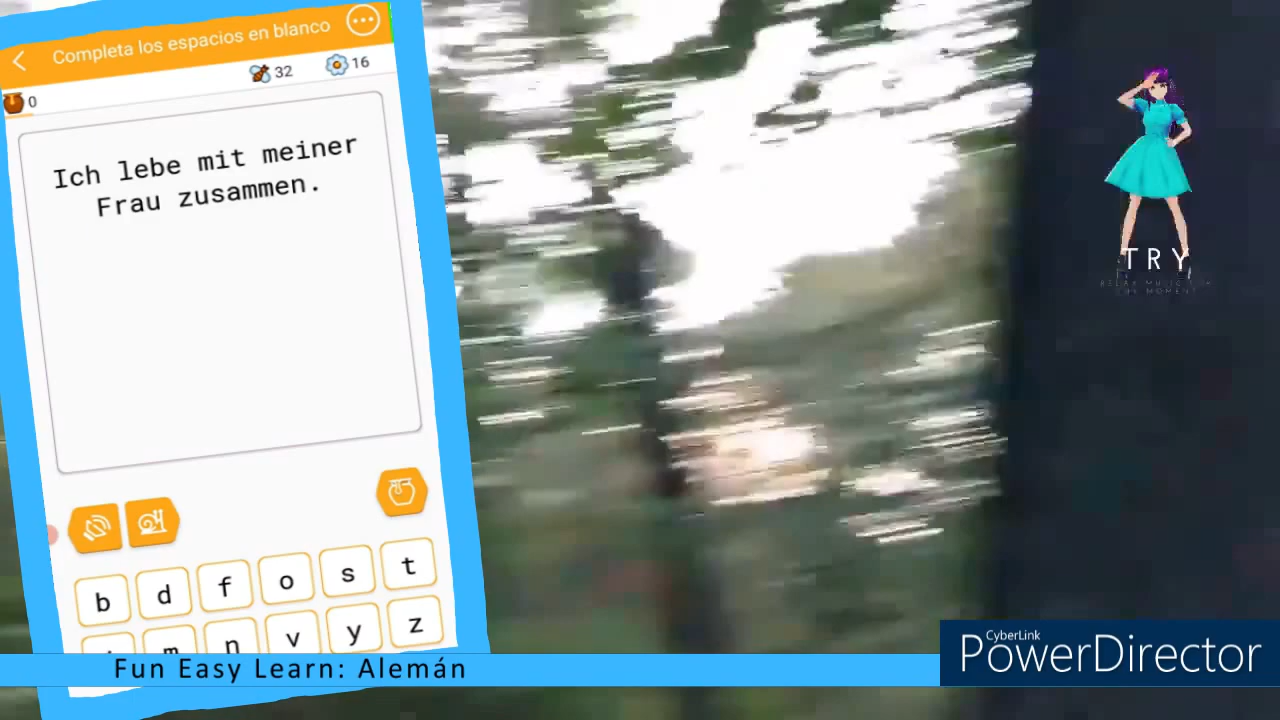 Completa los espacios en blanco
0
32
16
Ich lebe mit meiner
Frau zusammen.
b d f o s t
m n v y z
Fun Easy Learn: Alemán
TRY
CyberLink
PowerDirector